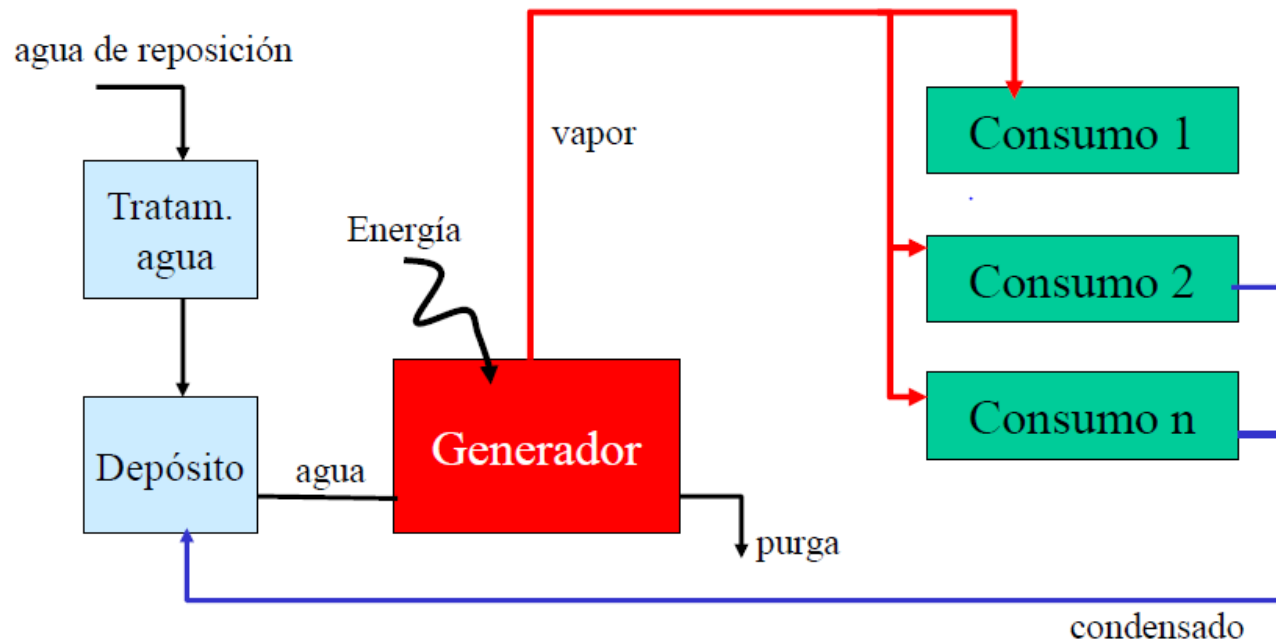 agua de reposición
Tratam.
agua
Depósito
agua
Energía
Generador
vapor
purga
Consumo 1
Consumo 2
Consumo n
condensado